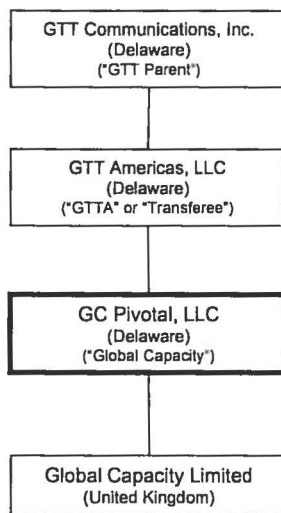 GTT Communications, Inc.
(Delaware)
("GTT Parent")
GTT Americas, LLC
(Delaware)
("GTTA" or "Transferee")
GC Pivotal, LLC
(Delaware)
("Global Capacity")
Global Capacity Limited
(United Kingdom)